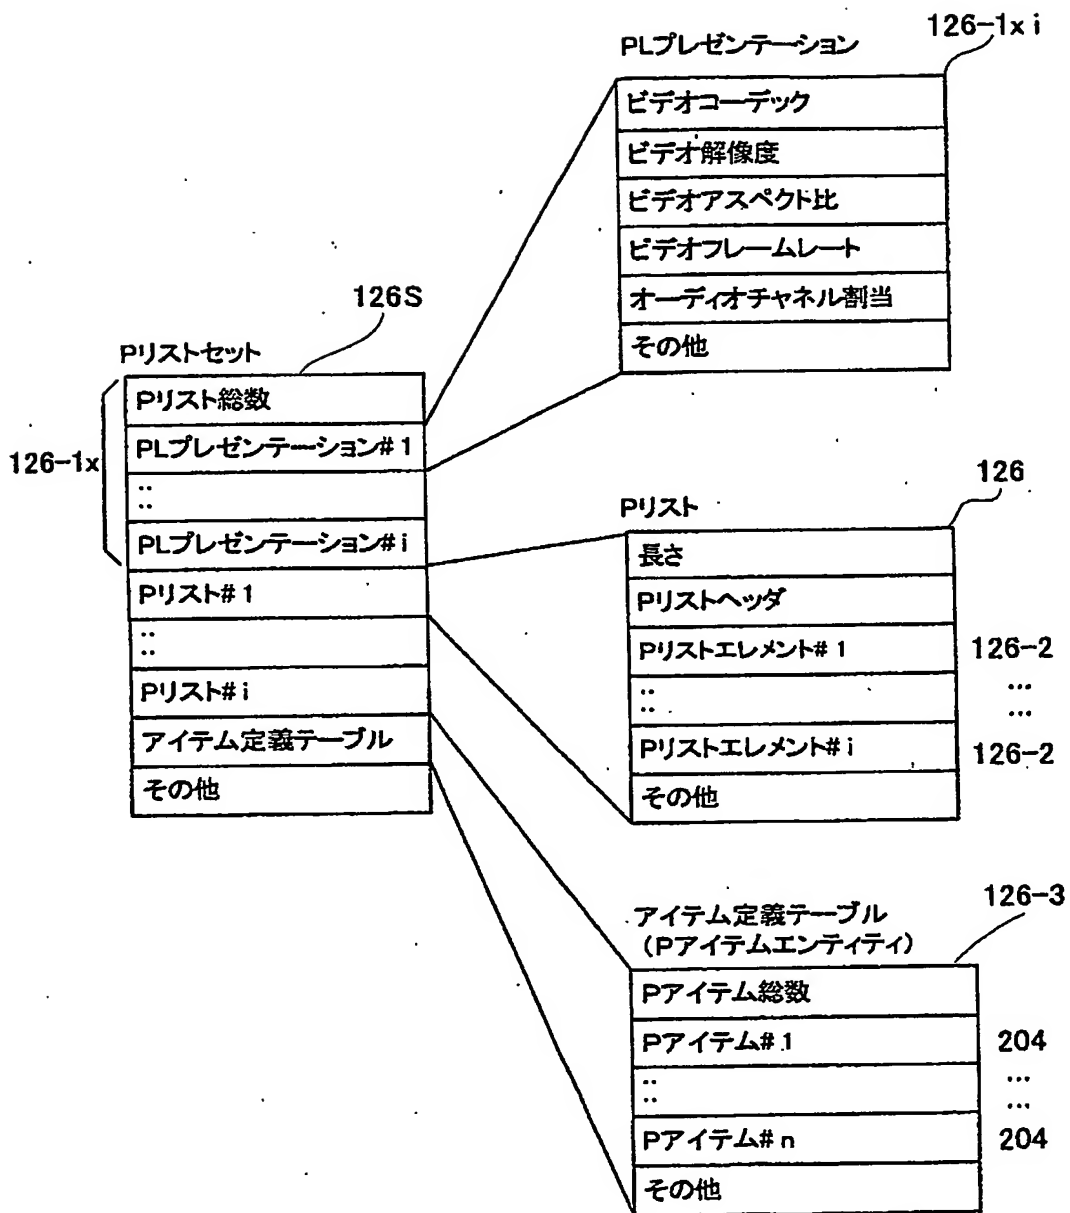 126-1x i
PLプレゼンテーション
ビデオコーデック
ビデオ解像度
ビデオアスペクト比
ビデオフレームレート
オーディオチャネル割当
その他
126S
Pリストセット
126-1x
Pリスト総数
PLプレゼンテーション#1
::
PLプレゼンテーション#i
Pリスト#1
::
Pリスト#i
アイテム定義テーブル
その他
126
Pリスト
長さ
Pリストヘッダ
Pリストエレメント#1 126-2
:: ...
...
Pリストエレメント#i 126-2
その他
126-3
アイテム定義テーブル
(Pアイテムエンティティ)
Pアイテム総数
Pアイテム#1 204
:: ...
...
Pアイテム#n 204
その他